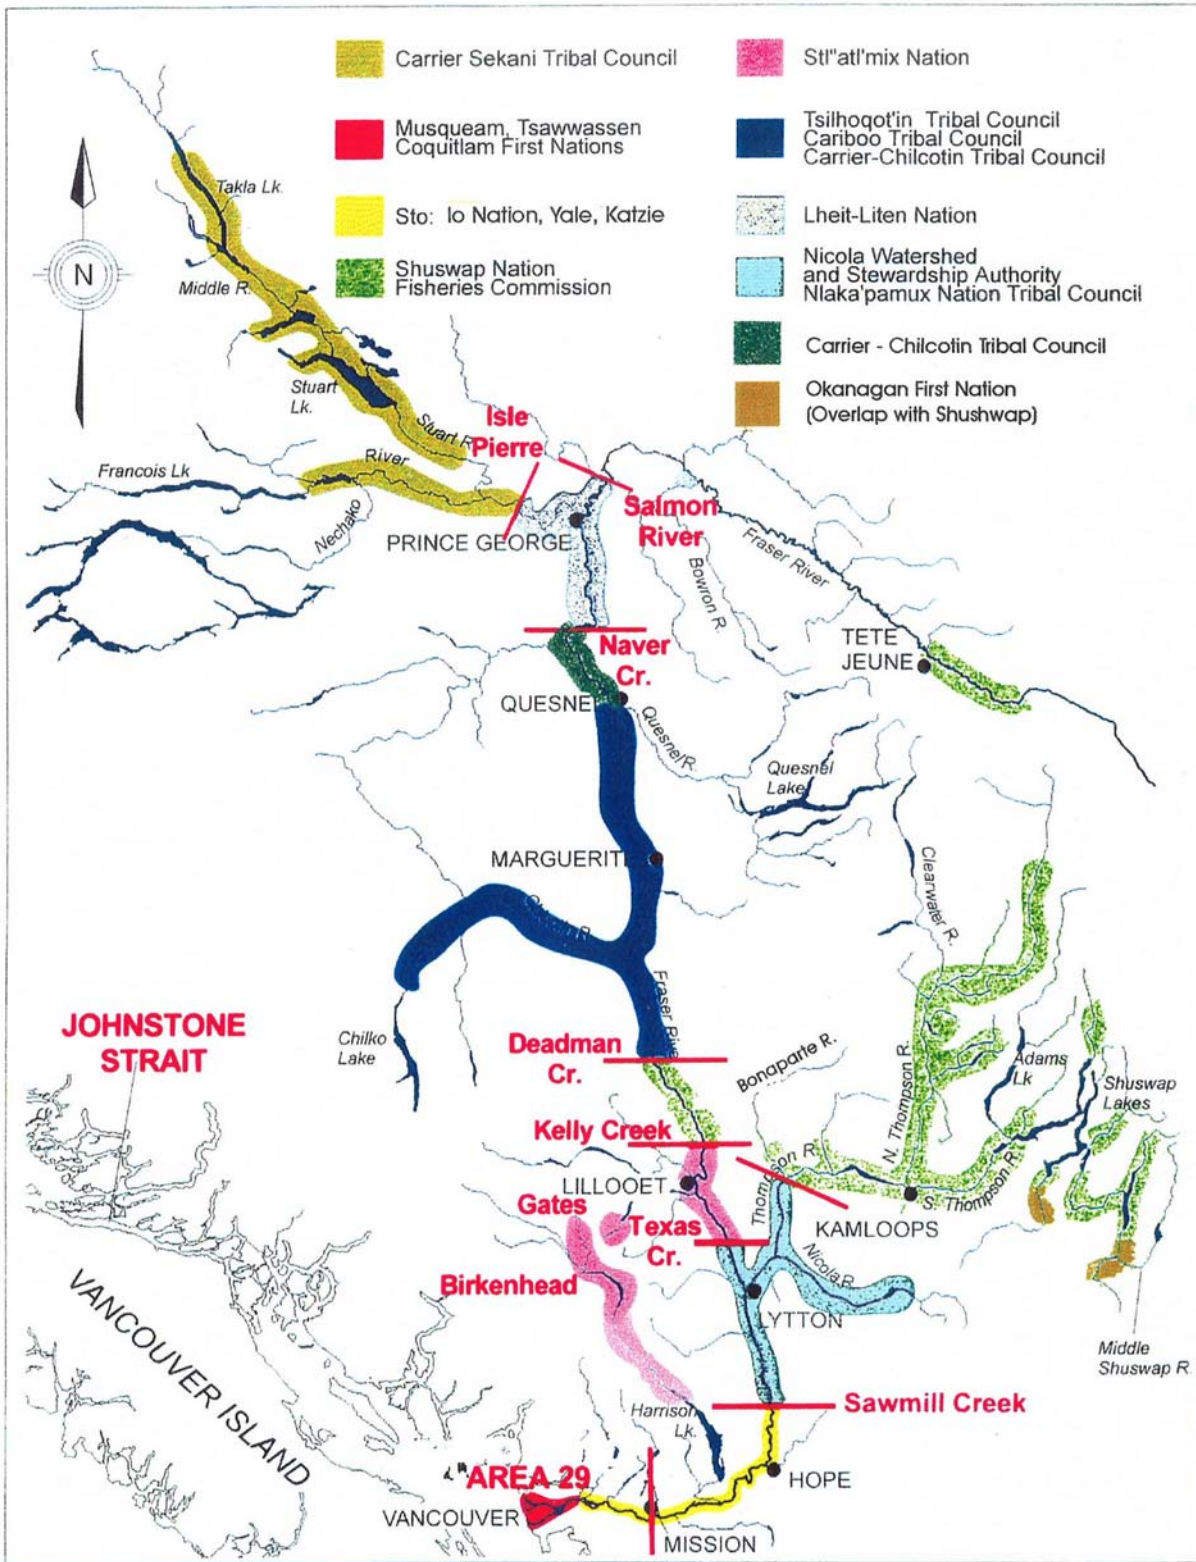 Carrier Sekani Tribal Council
Musqueam, Tsawwassen
Coquitlam First Nations
Sto: lo Nation, Yale, Katzie
Shuswap Nation
Fisheries Commission
Stl"atl'mix Nation
Tsilhoqot'in Tribal Council
Cariboo Tribal Council
Carrier-Chilcotin Tribal Council
Lheit-Liten Nation
Nicola Watershed
and Stewardship Authority
Nlaka'pamux Nation Tribal Council
Carrier - Chilcotin Tribal Council
Okanagan First Nation
(Overlap with Shushwap)
N
Takla Lk.
Middle R.
Stuart
Lk.
Stuart R.
Isle
Pierre
River
Francois Lk
Nechako
PRINCE GEORGE
Salmon
River
Fraser River
Bowron R.
Naver
Cr.
TETE
JEUNE
QUESNEL
Quesnel R.
Quesnel
Lake
MARGUERITE
Clearwater R.
Fraser River
Chilko
Lake
JOHNSTONE
STRAIT
Deadman
Cr.
Bonaparte R.
N. Thompson R.
Adams
Lk
Shuswap
Lakes
Kelly Creek
Thompson R.
LILLOOET
S. Thompson R.
KAMLOOPS
Gates
Texas
Cr.
Thompson
Birkenhead
Nicola R.
LYTTON
VANCOUVER ISLAND
Middle
Shuswap R.
Harrison
Lk.
Sawmill Creek
AREA 29
HOPE
VANCOUVER
MISSION